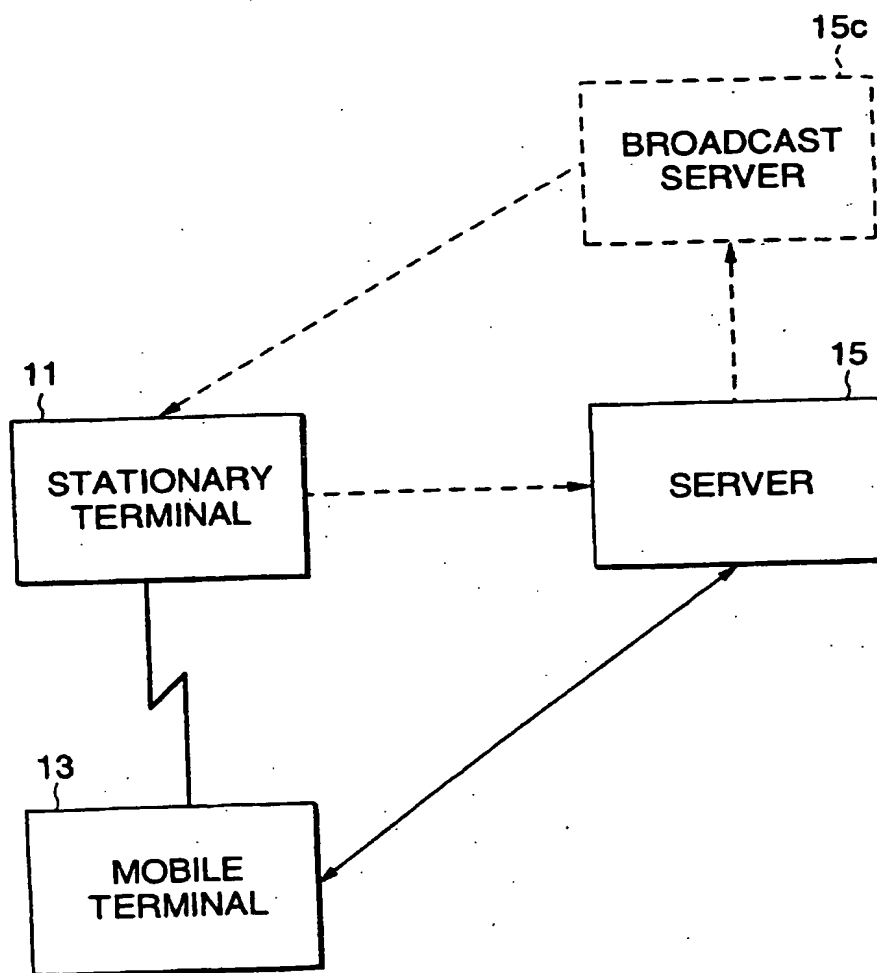 15c
BROADCAST
SERVER
11
15
STATIONARY
TERMINAL
SERVER
13
MOBILE
TERMINAL